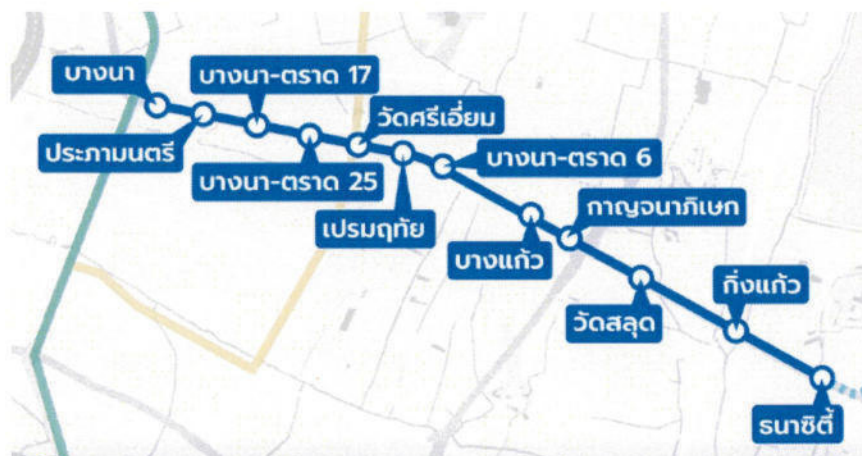 บางนา
ประภามนตรี
บางนา-ตราด 17
บางนา-ตราด 25
วัดศรีเอี่ยม
เปรมฤทัย
บางนา-ตราด 6
บางแก้ว
กาญจนาภิเษก
วัดสลุด
กิ่งแก้ว
ธนาซิตี้